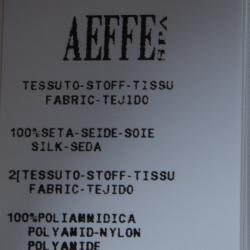 AEFFE SPA
TESSUTO-STOFF-TISSU
FABRIC-TEJIDO
100%SETA-SEIDE-SOIE
SILK-SEDA
2[TESSUTO-STOFF-TISSU
FABRIC-TEJIDO
100%POLIAMMIDICA
POLYAMID-NYLON
POLYAMIDE